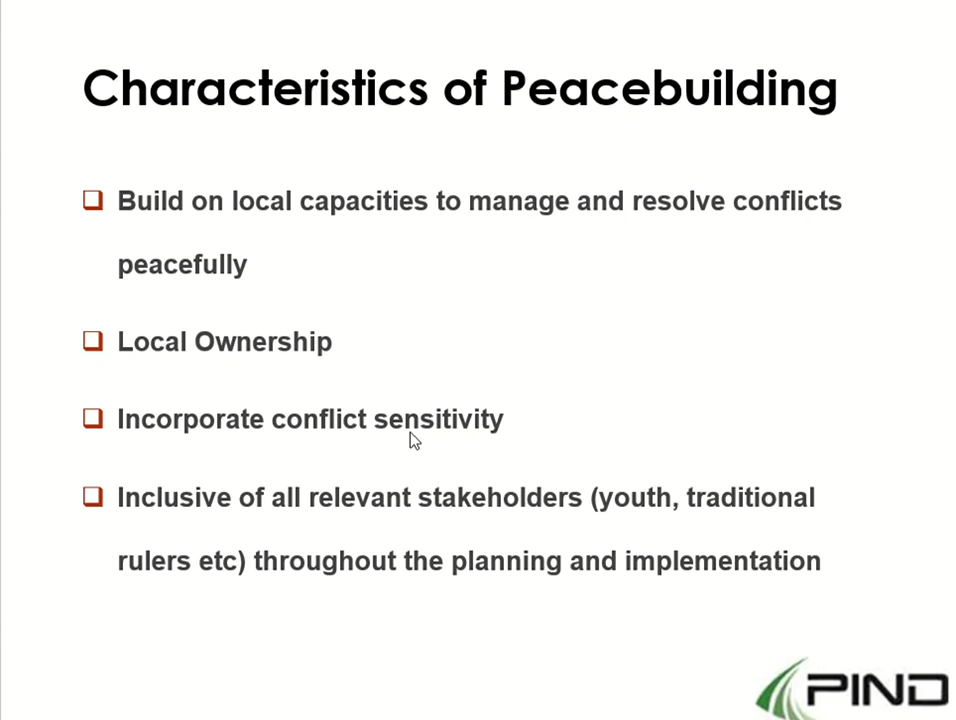 Characteristics of Peacebuilding
Build on local capacities to manage and resolve conflicts
peacefully
Local Ownership
Incorporate conflict sensitivity
Inclusive of all relevant stakeholders (youth, traditional
rulers etc) throughout the planning and implementation
PIND